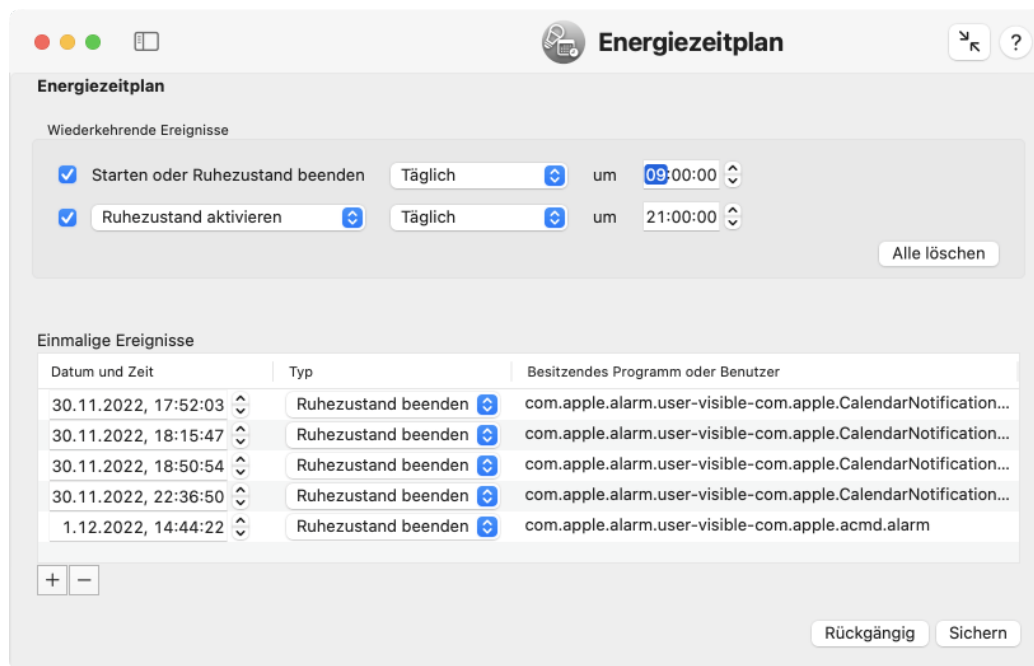 Energiezeitplan
?
Energiezeitplan
Wiederkehrende Ereignisse
Starten oder Ruhezustand beenden Täglich um 09:00:00
Ruhezustand aktivieren Täglich um 21:00:00
Alle löschen
Einmalige Ereignisse
Datum und Zeit Typ Besitzendes Programm oder Benutzer
30.11.2022, 17:52:03 Ruhezustand beenden com.apple.alarm.user-visible-com.apple.CalendarNotification...
30.11.2022, 18:15:47 Ruhezustand beenden com.apple.alarm.user-visible-com.apple.CalendarNotification...
30.11.2022, 18:50:54 Ruhezustand beenden com.apple.alarm.user-visible-com.apple.CalendarNotification...
30.11.2022, 22:36:50 Ruhezustand beenden com.apple.alarm.user-visible-com.apple.CalendarNotification...
1.12.2022, 14:44:22 Ruhezustand beenden com.apple.alarm.user-visible-com.apple.acmd.alarm
+ −
Rückgängig Sichern